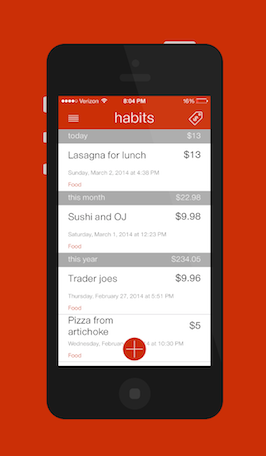 Verizon 9:04 PM 16%
habits
today $13
Lasagna for lunch $13
Sunday, March 2, 2014 at 4:38 PM
Food
this month $22.98
Sushi and OJ $9.98
Saturday, March 1, 2014 at 12:23 PM
Food
this year $234.05
Trader joes $9.96
Thursday, February 27, 2014 at 5:51 PM
Food
Pizza from
artichoke $5
Wednesday, February 26, 2014 at 10:30 PM
Food